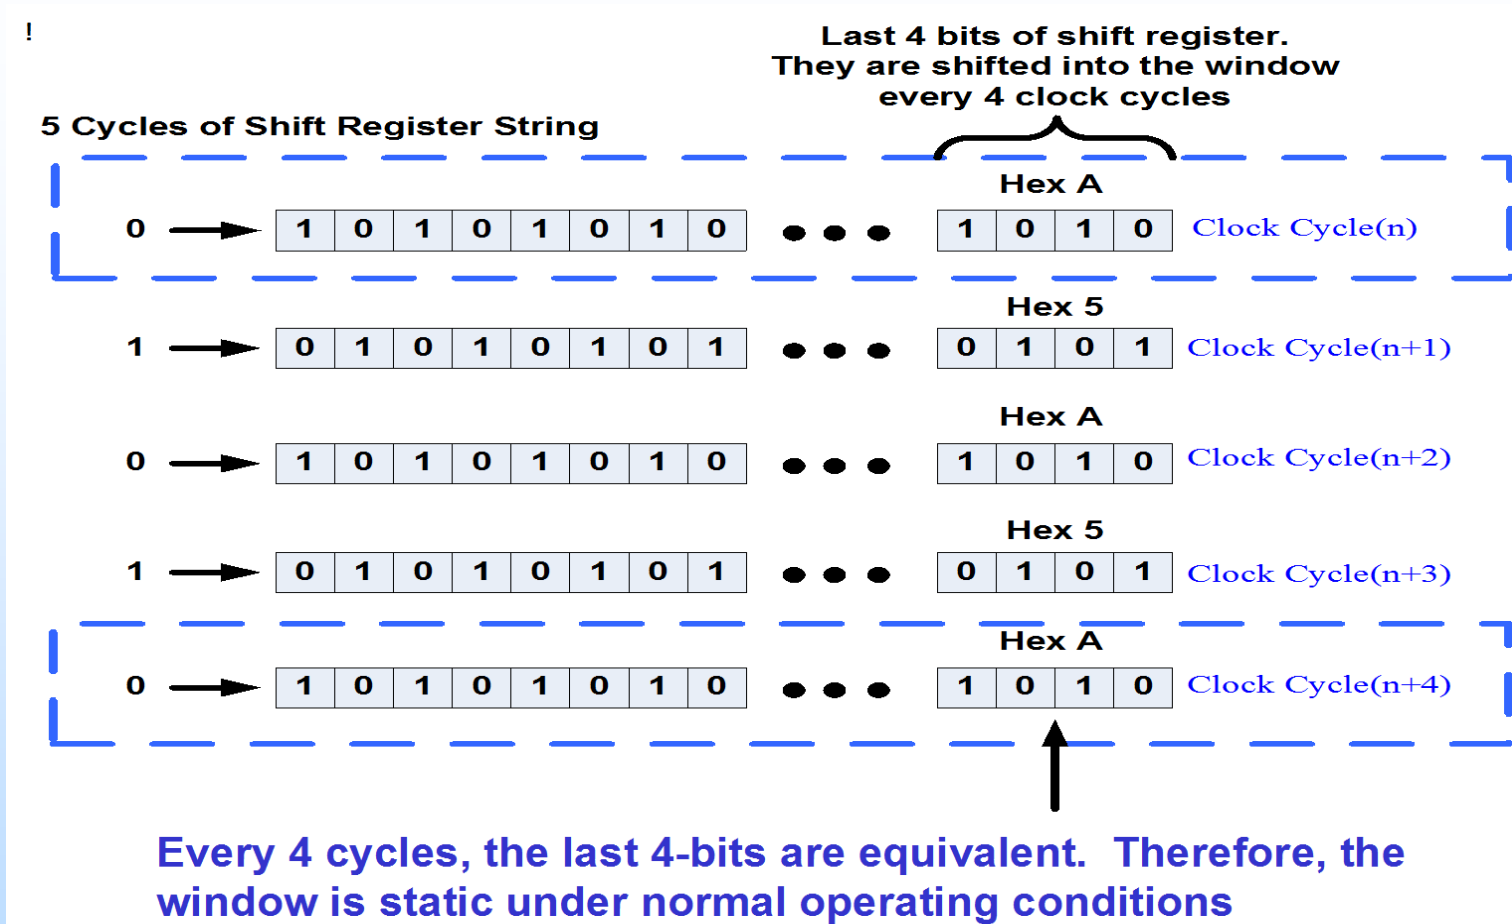 !
Last 4 bits of shift register.
They are shifted into the window
every 4 clock cycles
5 Cycles of Shift Register String
Hex A
0 1 0 1 0 1 0 1 0 1 0 1 0 Clock Cycle(n)
Hex 5
1 0 1 0 1 0 1 0 1 0 1 0 1 Clock Cycle(n+1)
Hex A
0 1 0 1 0 1 0 1 0 1 0 1 0 Clock Cycle(n+2)
Hex 5
1 0 1 0 1 0 1 0 1 0 1 0 1 Clock Cycle(n+3)
Hex A
0 1 0 1 0 1 0 1 0 1 0 1 0 Clock Cycle(n+4)
Every 4 cycles, the last 4-bits are equivalent. Therefore, the
window is static under normal operating conditions